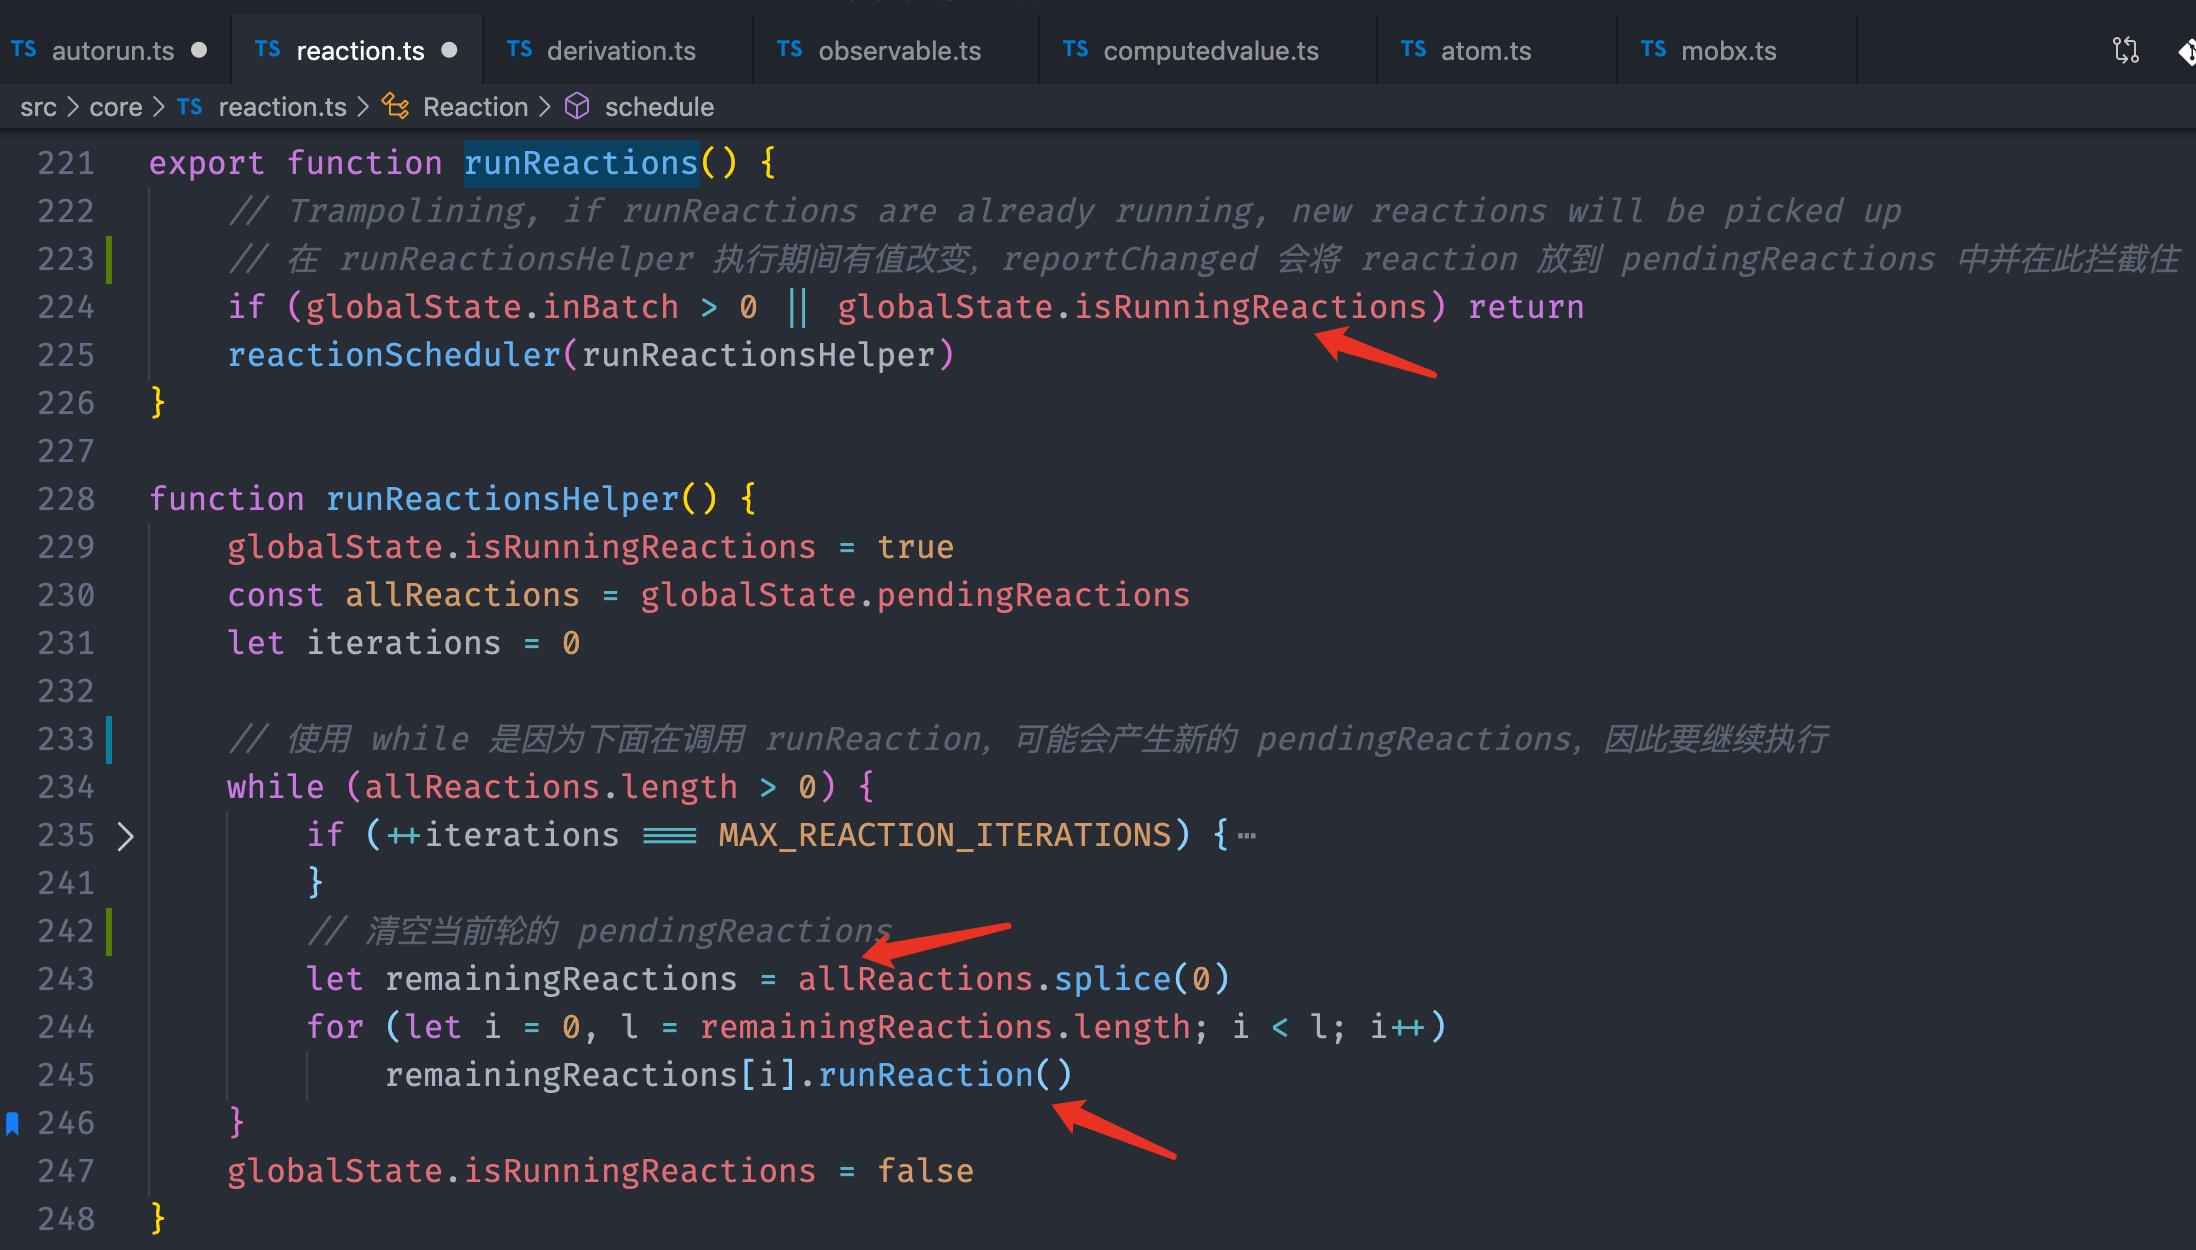 TS autorun.ts ● TS reaction.ts ● TS derivation.ts TS observable.ts TS computedvalue.ts TS atom.ts TS mobx.ts
src > core > TS reaction.ts > Reaction > schedule
221 export function runReactions() {
222 // Trampolining, if runReactions are already running, new reactions will be picked up
223 // 在 runReactionsHelper 执行期间有值改变, reportChanged 会将 reaction 放到 pendingReactions 中并在此拦截住
224 if (globalState.inBatch > 0 || globalState.isRunningReactions) return
225 reactionScheduler(runReactionsHelper)
226 }
227
228 function runReactionsHelper() {
229 globalState.isRunningReactions = true
230 const allReactions = globalState.pendingReactions
231 let iterations = 0
232
233 // 使用 while 是因为下面在调用 runReaction, 可能会产生新的 pendingReactions, 因此要继续执行
234 while (allReactions.length > 0) {
235 if (++iterations === MAX_REACTION_ITERATIONS) {…
241 }
242 // 清空当前轮的 pendingReactions
243 let remainingReactions = allReactions.splice(0)
244 for (let i = 0, l = remainingReactions.length; i < l; i++)
245 remainingReactions[i].runReaction()
246 }
247 globalState.isRunningReactions = false
248 }